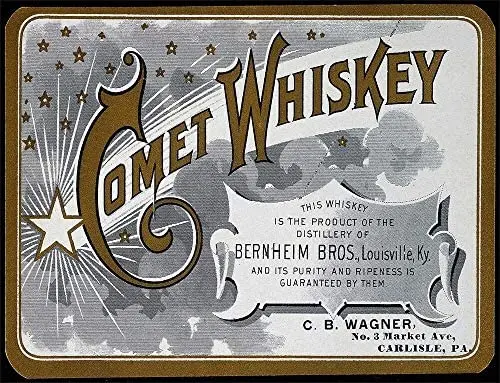 COMET WHISKEY
THIS WHISKEY
IS THE PRODUCT OF THE
DISTILLERY OF
BERNHEIM BROS., Louisville, Ky.
AND ITS PURITY AND RIPENESS IS
GUARANTEED BY THEM
C. B. WAGNER,
No. 3 Market Ave,
CARLISLE, PA.